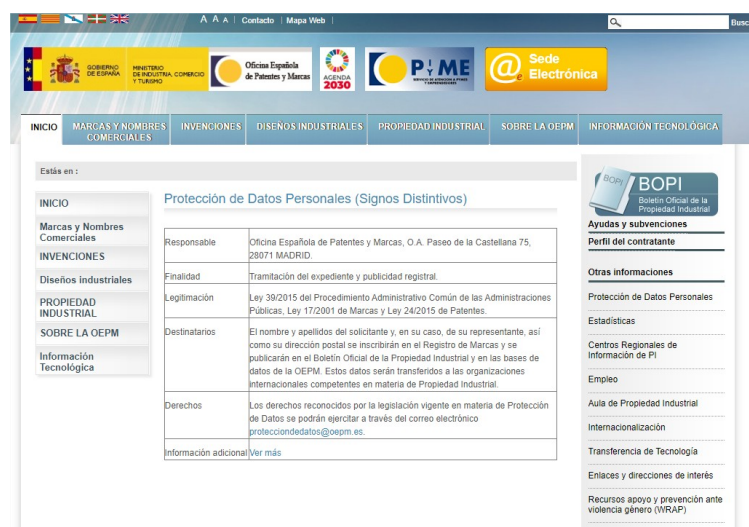 A A A | Contacto | Mapa Web |
Busc
GOBIERNO
DE ESPAÑA
MINISTERIO
DE INDUSTRIA, COMERCIO
Y TURISMO
Oficina Española
de Patentes y Marcas
AGENDA
2030
PYME
SERVICIO DE ATENCIÓN A PYMES
Y EMPRENDEDORES
@e Sede
Electrónica
INICIO
MARCAS Y NOMBRES
COMERCIALES
INVENCIONES
DISEÑOS INDUSTRIALES
PROPIEDAD INDUSTRIAL
SOBRE LA OEPM
INFORMACIÓN TECNOLÓGICA
Estás en :
INICIO
Marcas y Nombres
Comerciales
INVENCIONES
Diseños industriales
PROPIEDAD
INDUSTRIAL
SOBRE LA OEPM
Información
Tecnológica
Protección de Datos Personales (Signos Distintivos)
Responsable
Oficina Española de Patentes y Marcas, O.A. Paseo de la Castellana 75,
28071 MADRID.
Finalidad
Tramitación del expediente y publicidad registral.
Legitimación
Ley 39/2015 del Procedimiento Administrativo Común de las Administraciones
Públicas, Ley 17/2001 de Marcas y Ley 24/2015 de Patentes.
Destinatarios
El nombre y apellidos del solicitante y, en su caso, de su representante, así
como su dirección postal se inscribirán en el Registro de Marcas y se
publicarán en el Boletín Oficial de la Propiedad Industrial y en las bases de
datos de la OEPM. Estos datos serán transferidos a las organizaciones
internacionales competentes en materia de Propiedad Industrial.
Derechos
Los derechos reconocidos por la legislación vigente en materia de Protección
de Datos se podrán ejercitar a través del correo electrónico
protecciondedatos@oepm.es.
Información adicional
Ver más
BOPI
BOPI
Boletín Oficial de la
Propiedad Industrial
Ayudas y subvenciones
Perfil del contratante
Otras informaciones
Protección de Datos Personales
Estadísticas
Centros Regionales de
Información de PI
Empleo
Aula de Propiedad Industrial
Internacionalización
Transferencia de Tecnología
Enlaces y direcciones de interés
Recursos apoyo y prevención ante
violencia género (WRAP)